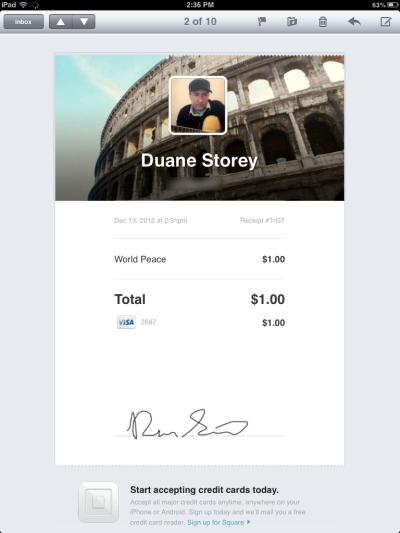 iPad
2:36 PM
63%
Inbox
2 of 10
Duane Storey
Dec 13, 2012 at 2:31pm
Receipt #TnST
World Peace
$1.00
Total
$1.00
VISA 2687
$1.00
Start accepting credit cards today.
Accept all major credit cards anytime, anywhere on your
iPhone or Android. Sign up today and we'll mail you a free
credit card reader. Sign up for Square